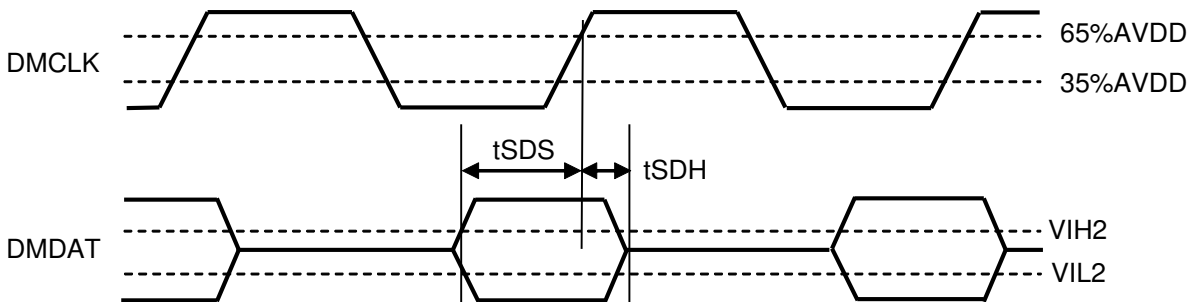 65%AVDD
DMCLK
35%AVDD
tSDS
tSDH
VIH2
DMDAT
VIL2